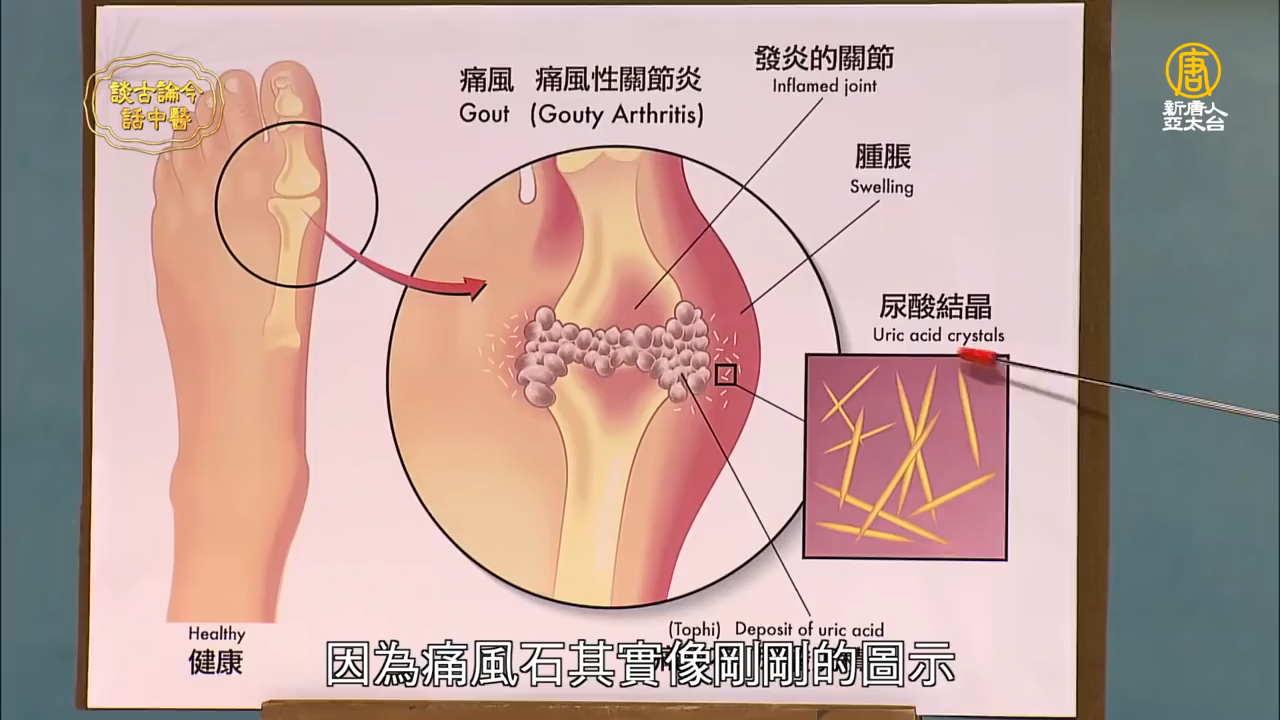 談古論今
話中醫
新唐人
亞太台
唐
痛風 痛風性關節炎
Gout (Gouty Arthritis)
發炎的關節
Inflamed joint
腫脹
Swelling
尿酸結晶
Uric acid crystals
Healthy
健康
(Tophi) Deposit of uric acid
因為痛風石其實像剛剛的圖示